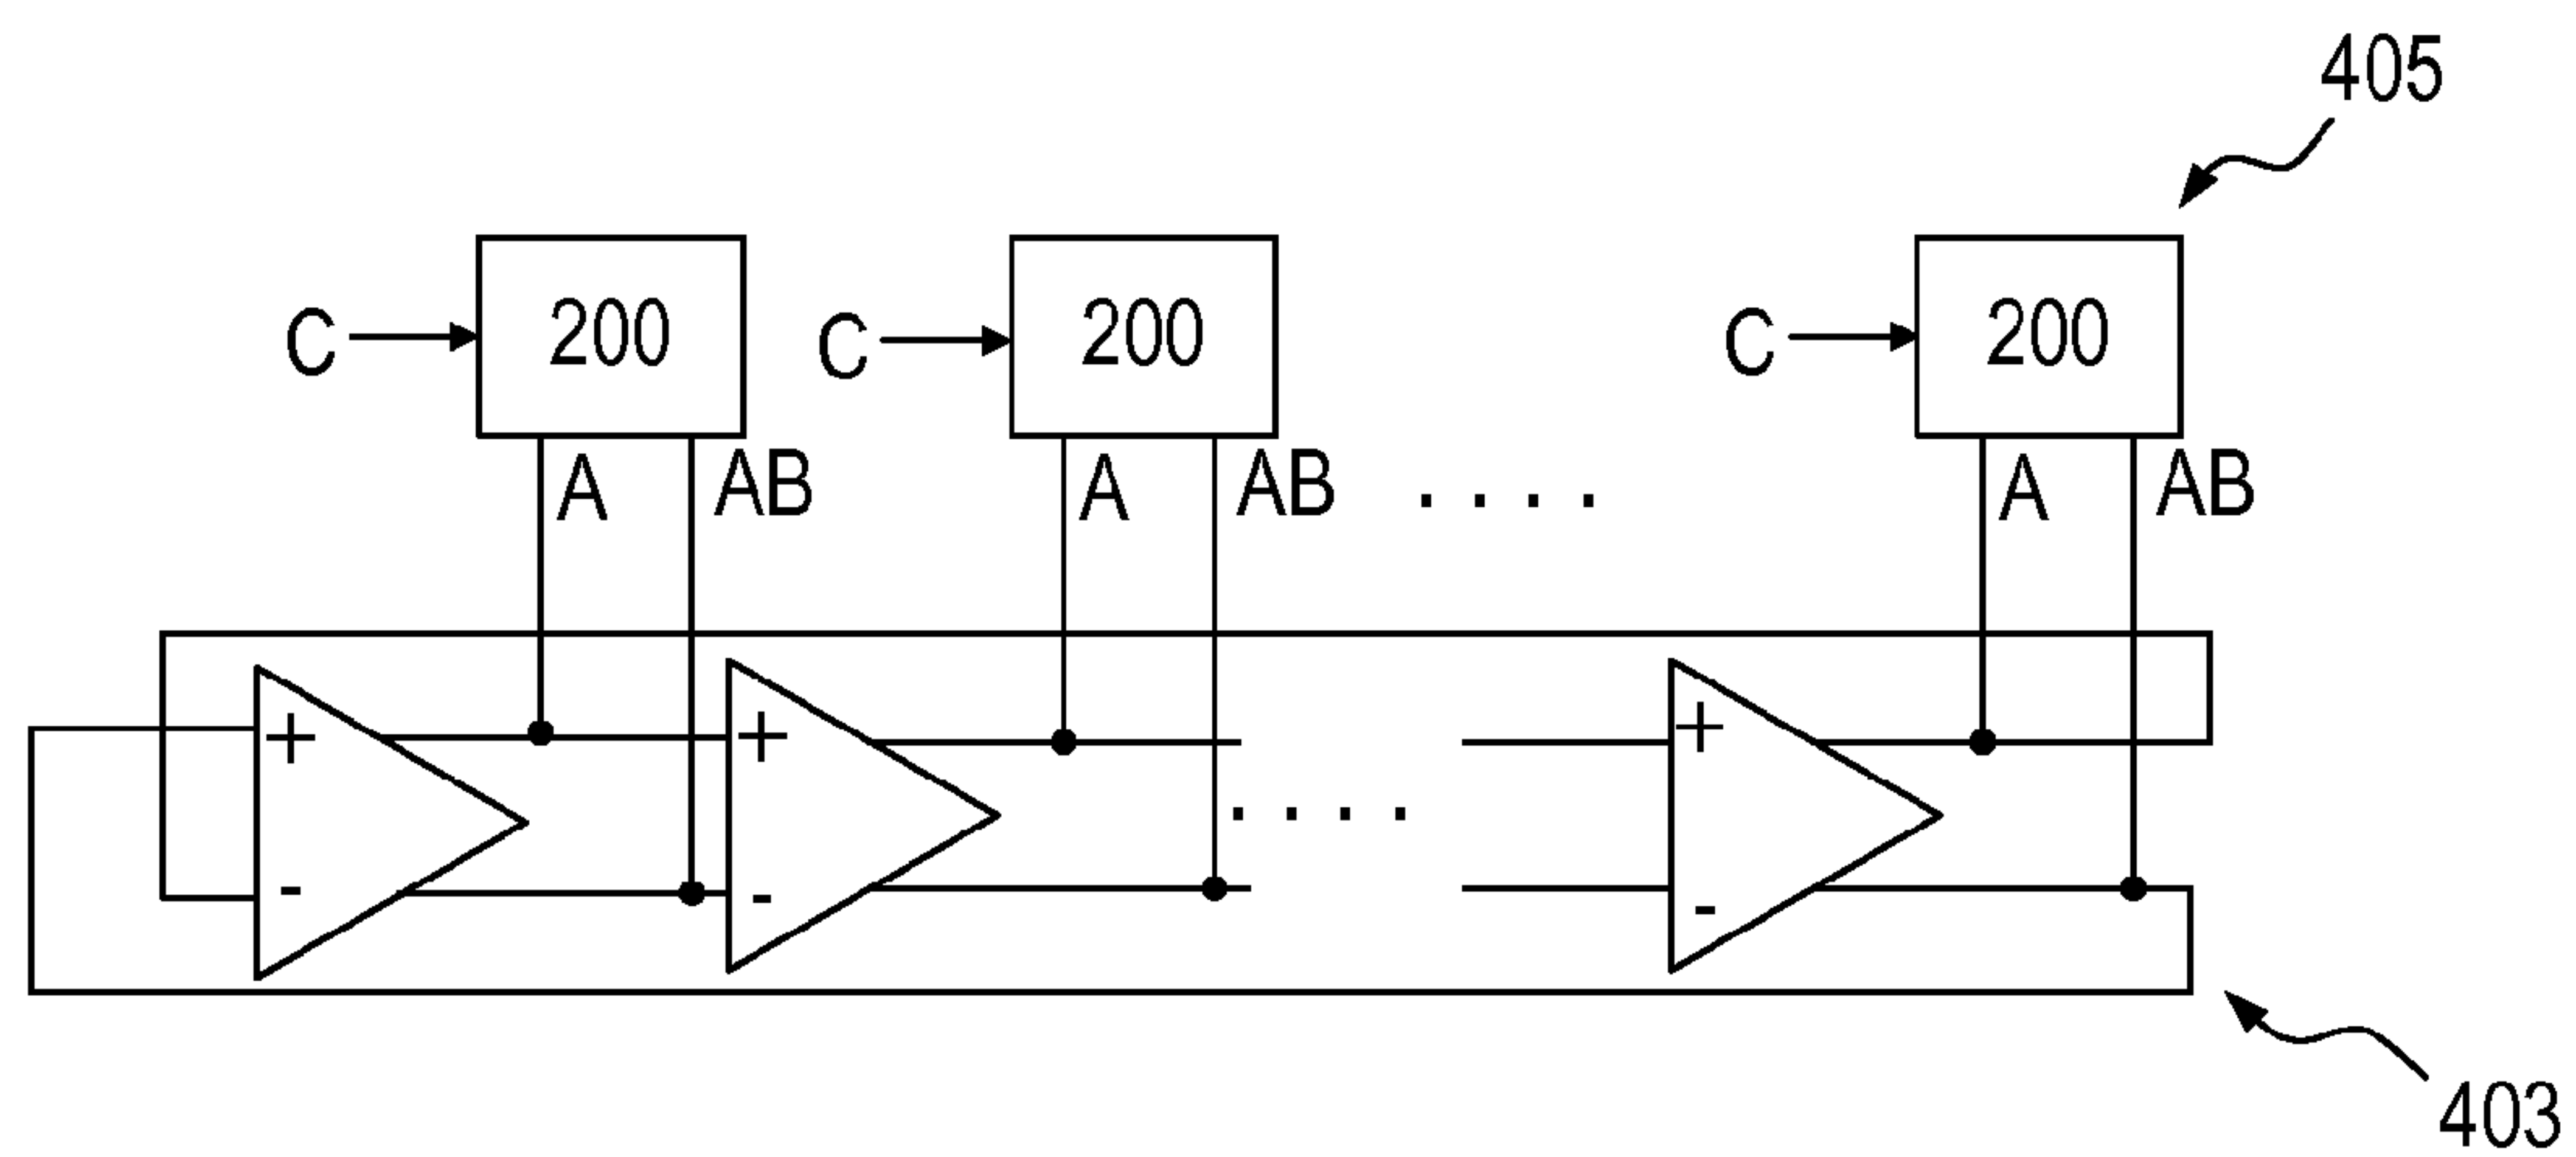 405
C 200 C 200 C 200
A AB A AB . . . . A AB
+ + . . . . +
- - -
403